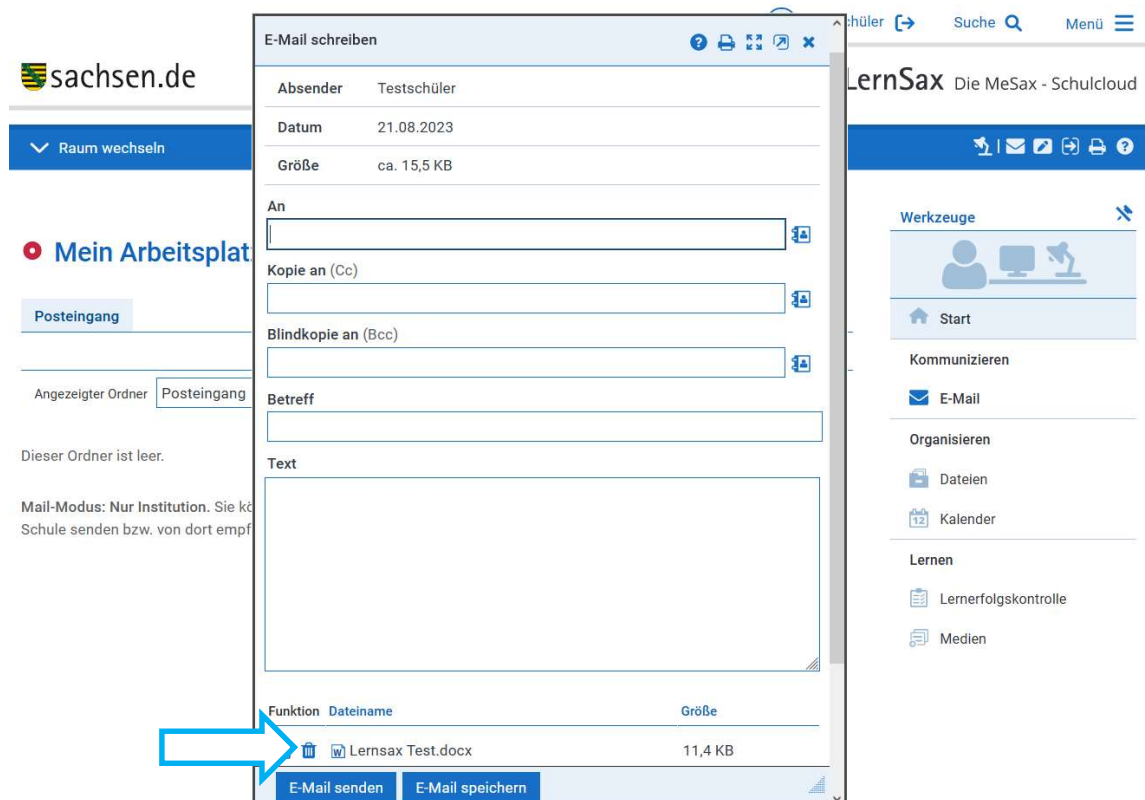 chüler
Suche
Menü
sachsen.de
LernSax Die MeSax - Schulcloud
Raum wechseln
Mein Arbeitsplat
Posteingang
Angezeigter Ordner Posteingang
Dieser Ordner ist leer.
Mail-Modus: Nur Institution. Sie kö
Schule senden bzw. von dort empf
E-Mail schreiben
Absender Testschüler
Datum 21.08.2023
Größe ca. 15,5 KB
An
Kopie an (Cc)
Blindkopie an (Bcc)
Betreff
Text
Funktion Dateiname Größe
Lernsax Test.docx 11,4 KB
E-Mail senden E-Mail speichern
Werkzeuge
Start
Kommunizieren
E-Mail
Organisieren
Dateien
12 Kalender
Lernen
Lernerfolgskontrolle
Medien